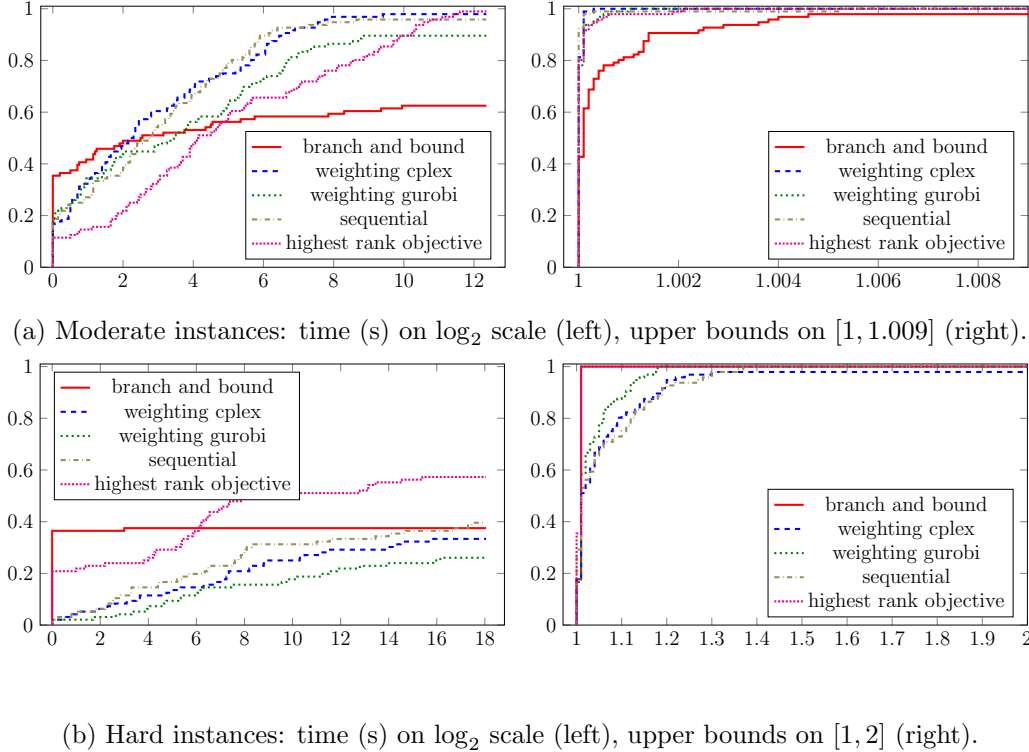 1
0.8
0.6
0.4
0.2
0
0 2 4 6 8 10 12
branch and bound
weighting cplex
weighting gurobi
sequential
highest rank objective
1
0.8
0.6
0.4
0.2
0
1 1.002 1.004 1.006 1.008
branch and bound
weighting cplex
weighting gurobi
sequential
highest rank objective
(a) Moderate instances: time (s) on log₂ scale (left), upper bounds on [1, 1.009] (right).
1
0.8
0.6
0.4
0.2
0
0 2 4 6 8 10 12 14 16 18
branch and bound
weighting cplex
weighting gurobi
sequential
highest rank objective
1
0.8
0.6
0.4
0.2
0
1 1.1 1.2 1.3 1.4 1.5 1.6 1.7 1.8 1.9 2
branch and bound
weighting cplex
weighting gurobi
sequential
highest rank objective
(b) Hard instances: time (s) on log₂ scale (left), upper bounds on [1, 2] (right).